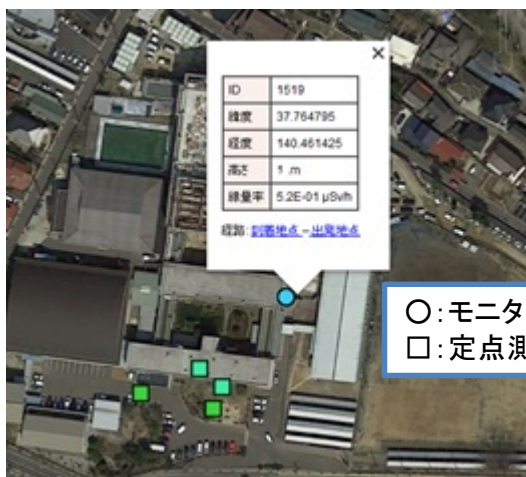 ×
ID 1519
緯度 37.764795
経度 140.461425
高さ 1 .m
線量率 5.2E-01 μSv/h
経路: 到着地点 – 出発地点
○:モニタ
□:定点測